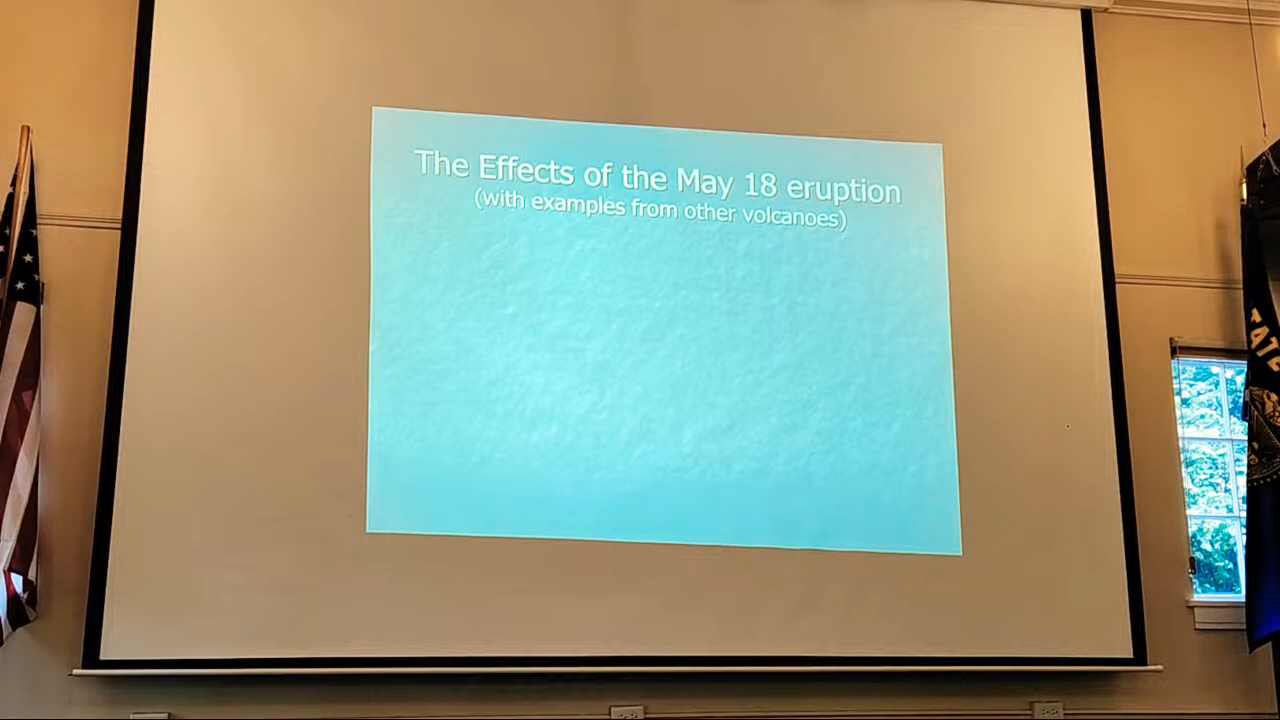 The Effects of the May 18 eruption
(with examples from other volcanoes)